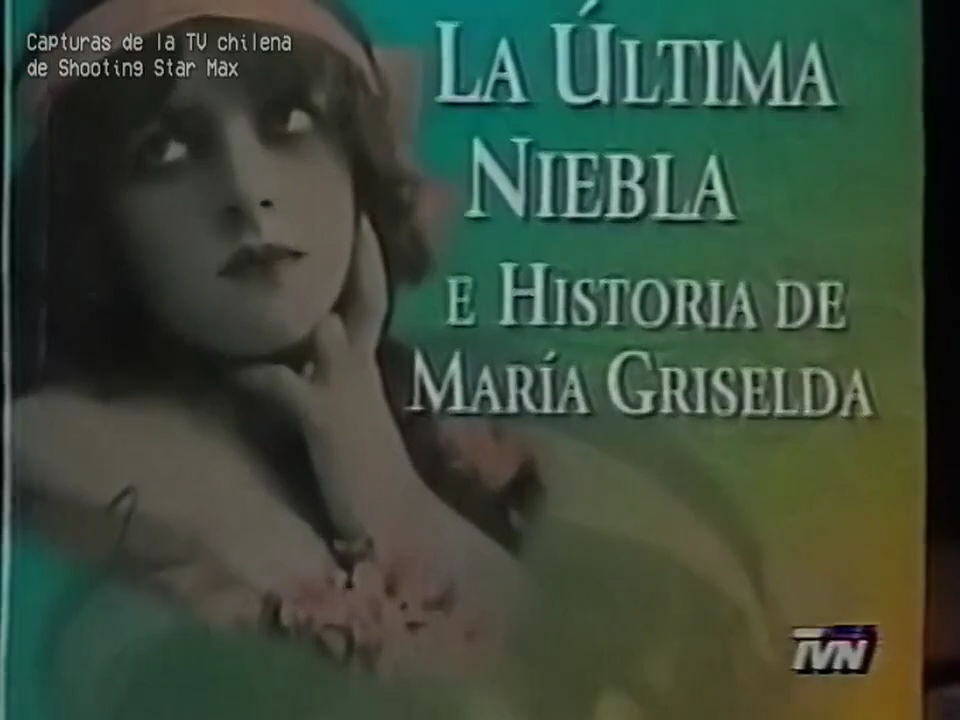 Capturas de la TV chilena
de Shooting Star Max
LA ÚLTIMA
NIEBLA
E HISTORIA DE
MARÍA GRISELDA
TVN